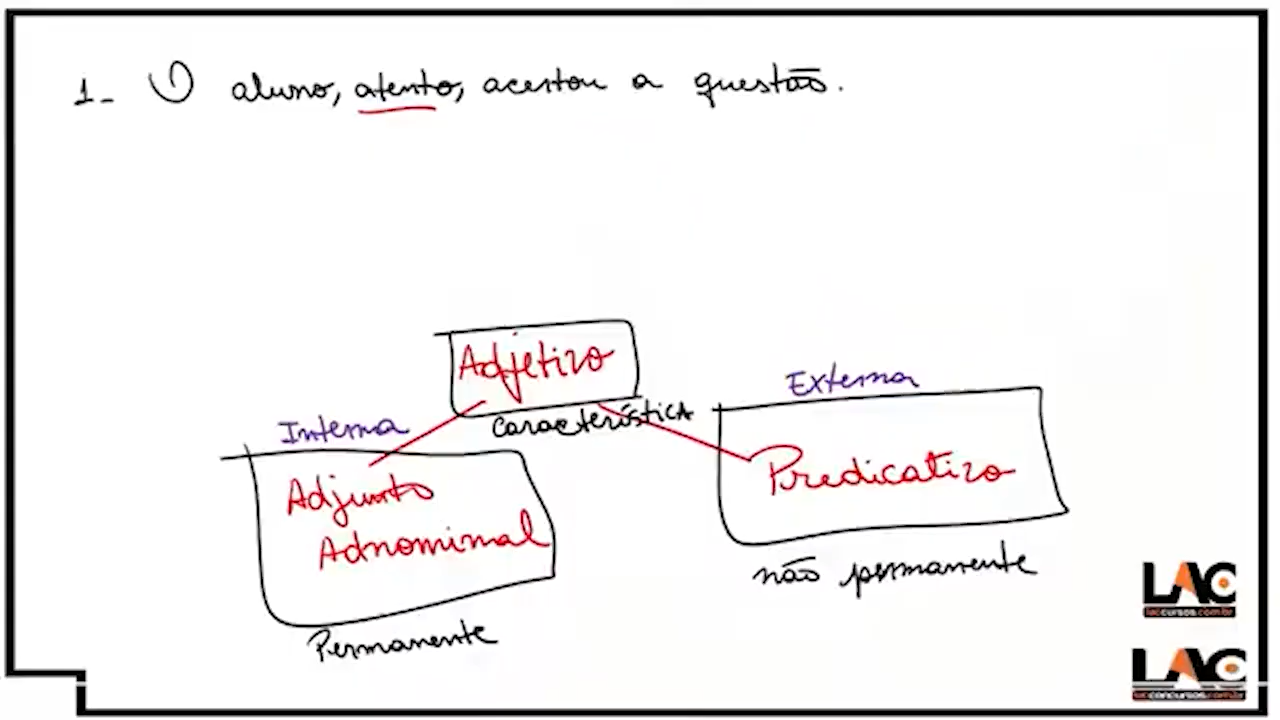 1- O aluno, atento, acertou a questão.
Adjetivo
Característica
Interna
Externa
Adjunto
Adnominal
Predicativo
Permanente
não permanente
LAC
laccursos.com.br
LAC
lacconcursos.com.br